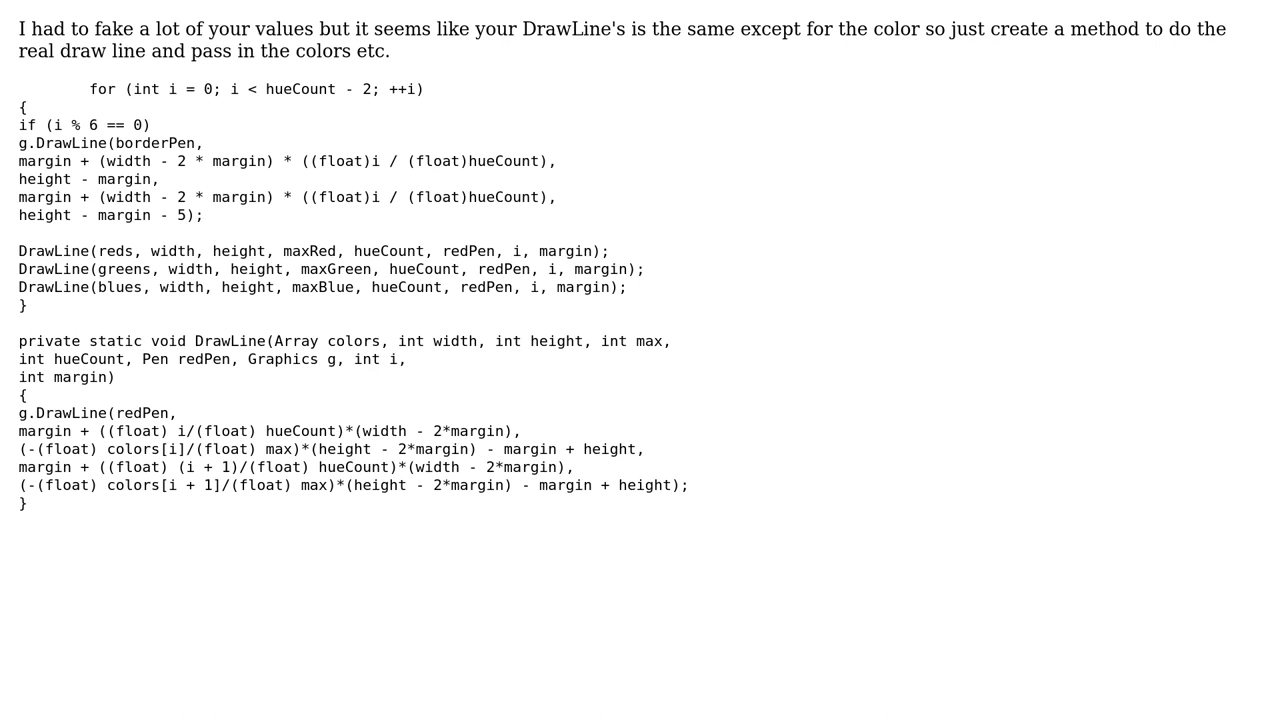 I had to fake a lot of your values but it seems like your DrawLine's is the same except for the color so just create a method to do the
real draw line and pass in the colors etc.
for (int i = 0; i < hueCount - 2; ++i)
{
if (i % 6 == 0)
g.DrawLine(borderPen,
margin + (width - 2 * margin) * ((float)i / (float)hueCount),
height - margin,
margin + (width - 2 * margin) * ((float)i / (float)hueCount),
height - margin - 5);
DrawLine(reds, width, height, maxRed, hueCount, redPen, i, margin);
DrawLine(greens, width, height, maxGreen, hueCount, redPen, i, margin);
DrawLine(blues, width, height, maxBlue, hueCount, redPen, i, margin);
}
private static void DrawLine(Array colors, int width, int height, int max,
int hueCount, Pen redPen, Graphics g, int i,
int margin)
{
g.DrawLine(redPen,
margin + ((float) i/(float) hueCount)*(width - 2*margin),
(-(float) colors[i]/(float) max)*(height - 2*margin) - margin + height,
margin + ((float) (i + 1)/(float) hueCount)*(width - 2*margin),
(-(float) colors[i + 1]/(float) max)*(height - 2*margin) - margin + height);
}